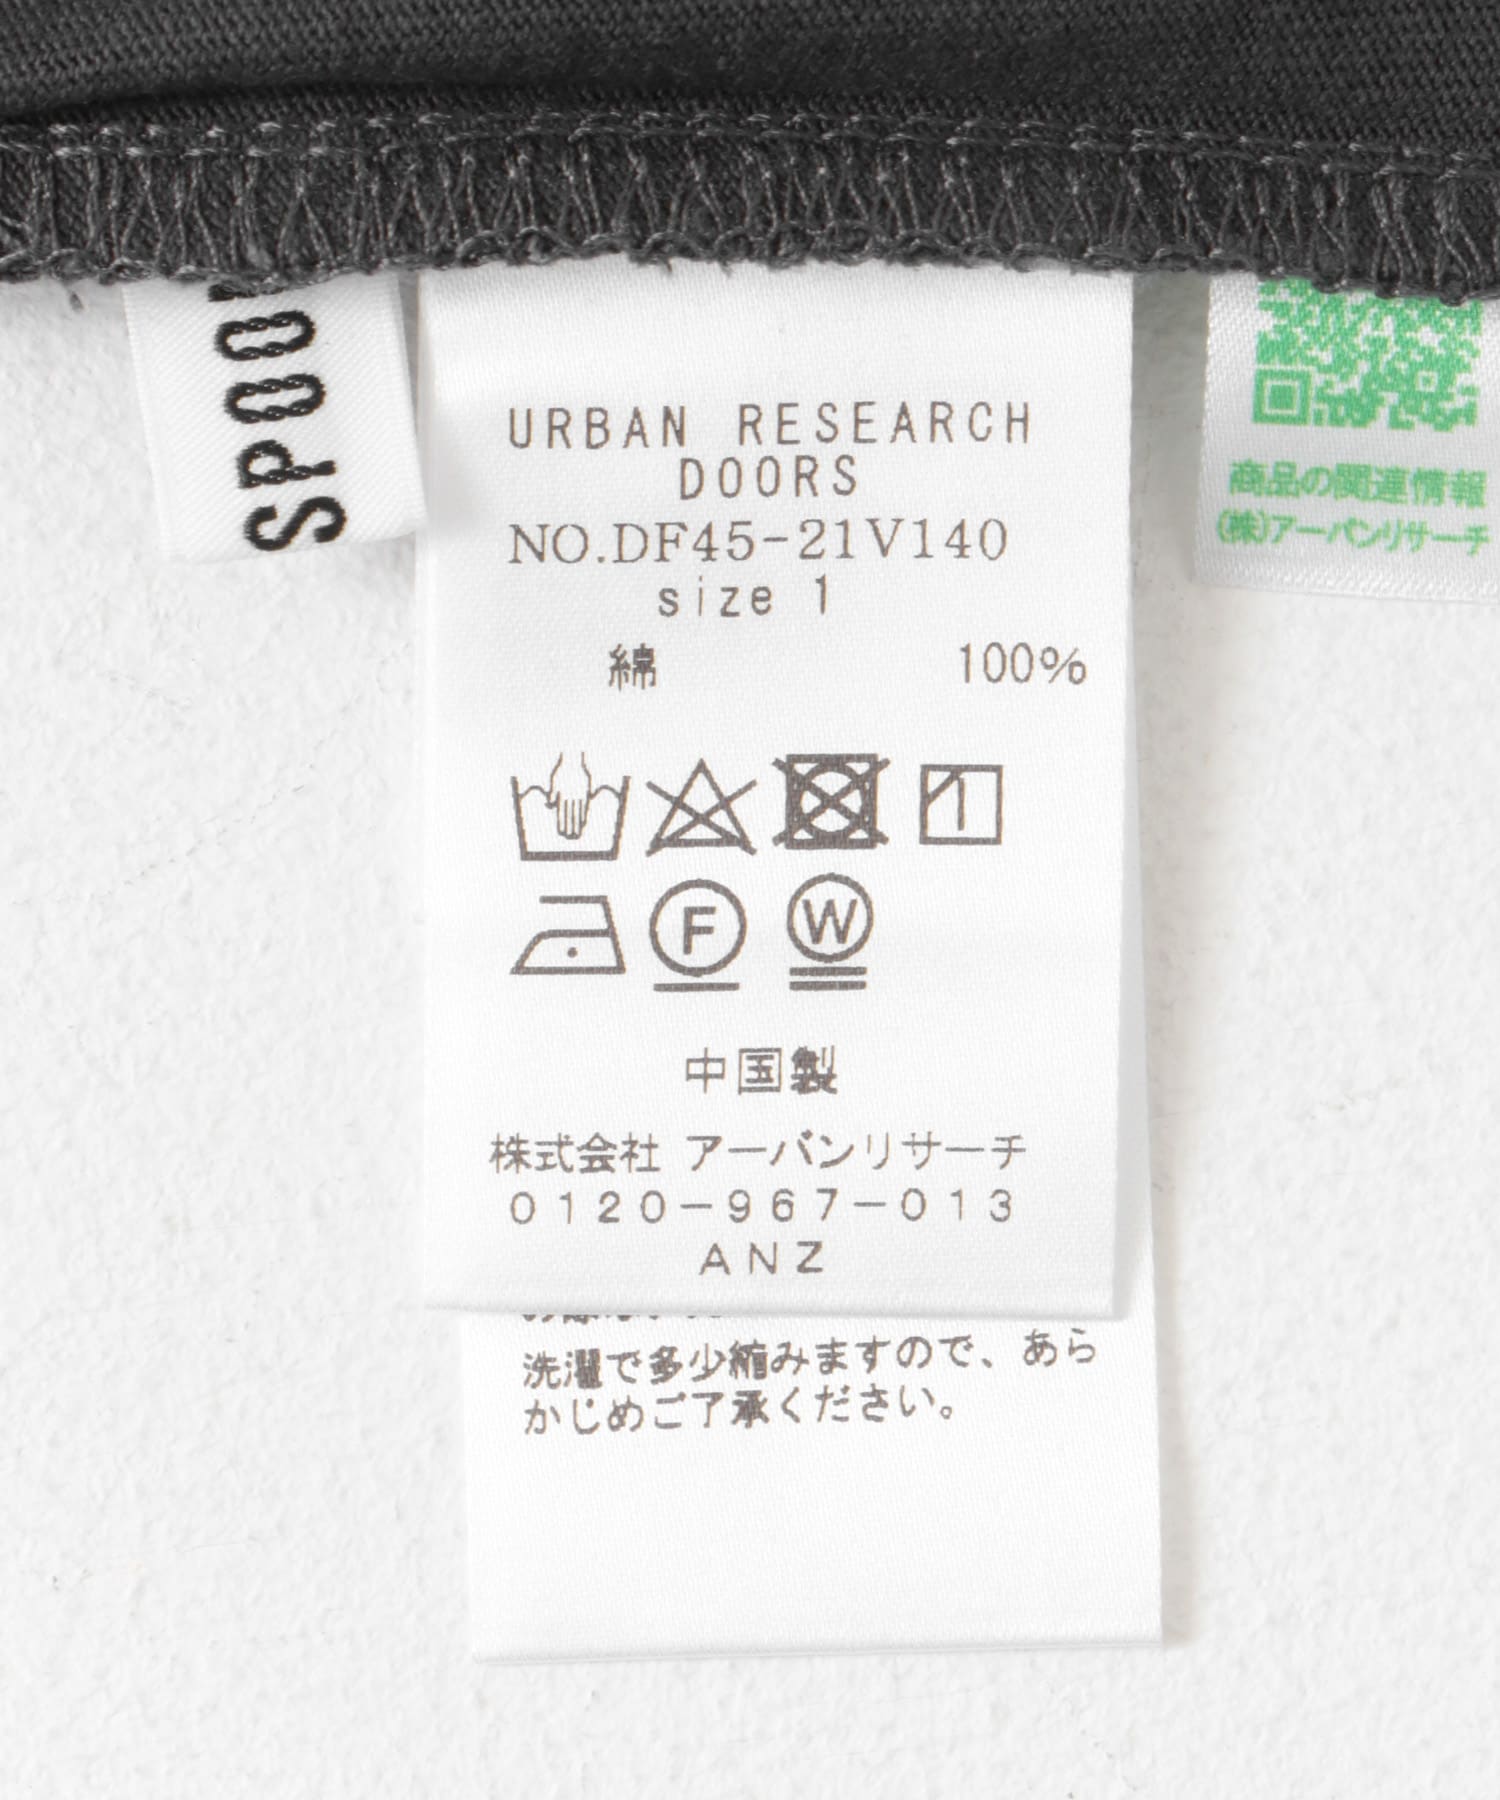 URBAN RESEARCH
DOORS
NO.DF45-21V140
size 1
綿 100%
1
F
W
中国製
株式会社 アーバンリサーチ
0120-967-013
ANZ
洗濯で多少縮みますので、あら
かじめご了承ください。
商品の関連情報
(株)アーバンリサーチ